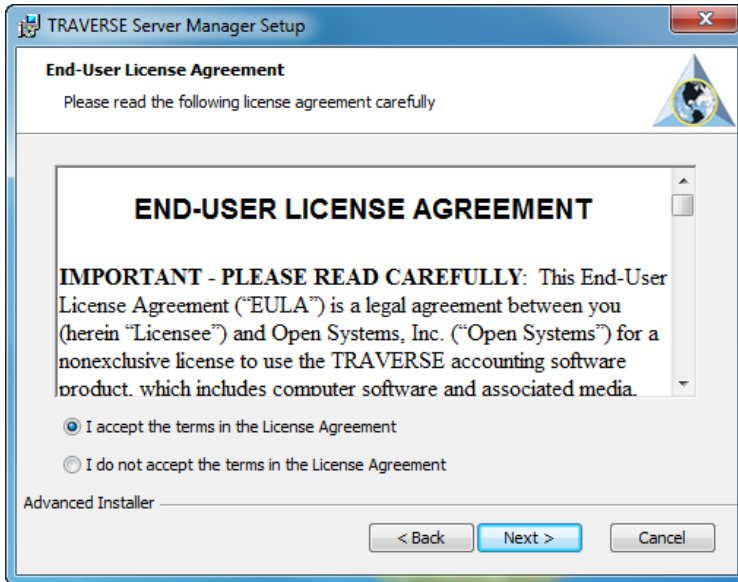 TRAVERSE Server Manager Setup
End-User License Agreement
Please read the following license agreement carefully
END-USER LICENSE AGREEMENT
IMPORTANT - PLEASE READ CAREFULLY: This End-User
License Agreement (“EULA”) is a legal agreement between you
(herein “Licensee”) and Open Systems, Inc. (“Open Systems”) for a
nonexclusive license to use the TRAVERSE accounting software
product, which includes computer software and associated media,
I accept the terms in the License Agreement
I do not accept the terms in the License Agreement
Advanced Installer
< Back Next > Cancel